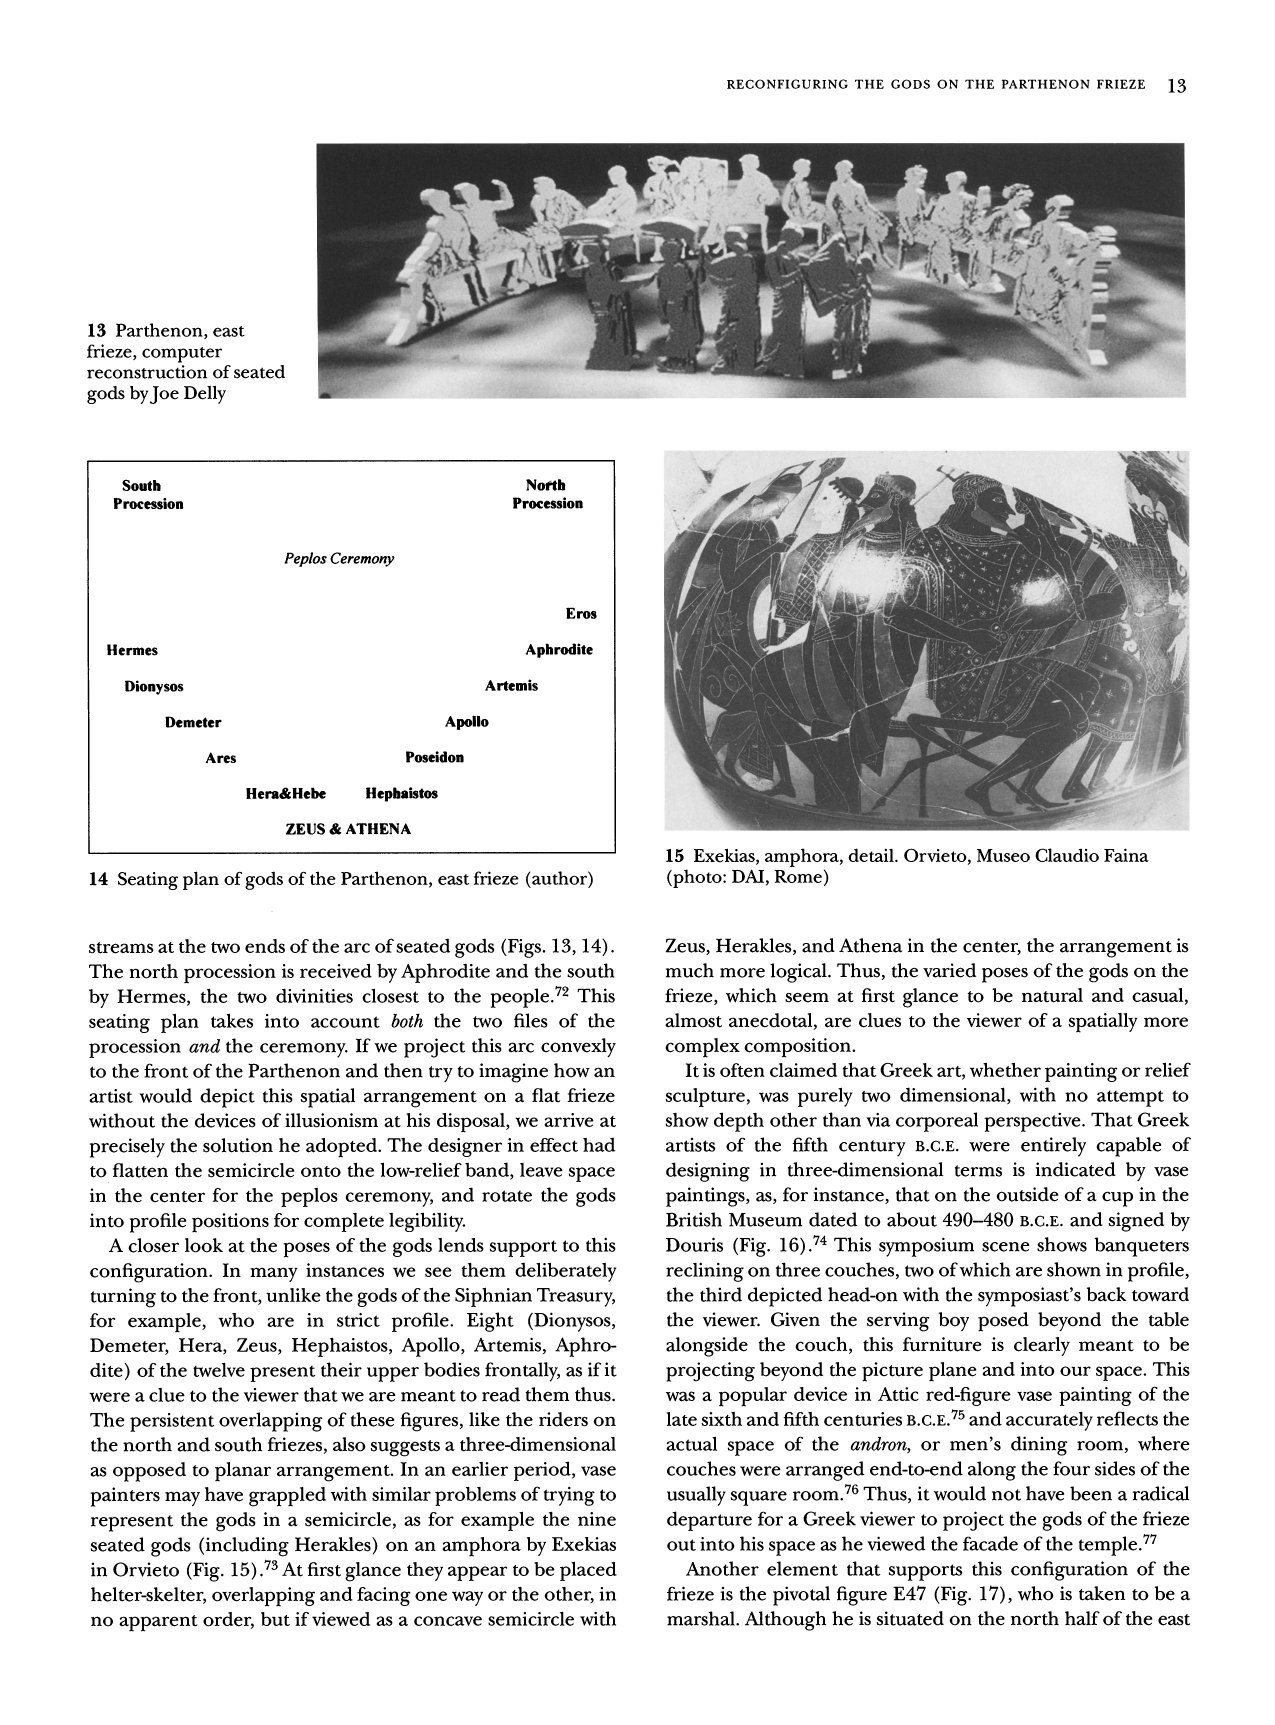 RECONFIGURING THE GODS ON THE PARTHENON FRIEZE 13
13 Parthenon, east
frieze, computer
reconstruction of seated
gods by Joe Delly
South
Procession
North
Procession
Peplos Ceremony
Eros
Hermes
Aphrodite
Dionysos
Artemis
Demeter
Apollo
Ares
Poseidon
Hera&Hebe
Hephaistos
ZEUS & ATHENA
14 Seating plan of gods of the Parthenon, east frieze (author)
15 Exekias, amphora, detail. Orvieto, Museo Claudio Faina
(photo: DAI, Rome)
streams at the two ends of the arc of seated gods (Figs. 13, 14).
The north procession is received by Aphrodite and the south
by Hermes, the two divinities closest to the people.72 This
seating plan takes into account both the two files of the
procession and the ceremony. If we project this arc convexly
to the front of the Parthenon and then try to imagine how an
artist would depict this spatial arrangement on a flat frieze
without the devices of illusionism at his disposal, we arrive at
precisely the solution he adopted. The designer in effect had
to flatten the semicircle onto the low-relief band, leave space
in the center for the peplos ceremony, and rotate the gods
into profile positions for complete legibility.
A closer look at the poses of the gods lends support to this
configuration. In many instances we see them deliberately
turning to the front, unlike the gods of the Siphnian Treasury,
for example, who are in strict profile. Eight (Dionysos,
Demeter, Hera, Zeus, Hephaistos, Apollo, Artemis, Aphro-
dite) of the twelve present their upper bodies frontally, as if it
were a clue to the viewer that we are meant to read them thus.
The persistent overlapping of these figures, like the riders on
the north and south friezes, also suggests a three-dimensional
as opposed to planar arrangement. In an earlier period, vase
painters may have grappled with similar problems of trying to
represent the gods in a semicircle, as for example the nine
seated gods (including Herakles) on an amphora by Exekias
in Orvieto (Fig. 15).73 At first glance they appear to be placed
helter-skelter, overlapping and facing one way or the other, in
no apparent order, but if viewed as a concave semicircle with
Zeus, Herakles, and Athena in the center, the arrangement is
much more logical. Thus, the varied poses of the gods on the
frieze, which seem at first glance to be natural and casual,
almost anecdotal, are clues to the viewer of a spatially more
complex composition.
It is often claimed that Greek art, whether painting or relief
sculpture, was purely two dimensional, with no attempt to
show depth other than via corporeal perspective. That Greek
artists of the fifth century B.C.E. were entirely capable of
designing in three-dimensional terms is indicated by vase
paintings, as, for instance, that on the outside of a cup in the
British Museum dated to about 490–480 B.C.E. and signed by
Douris (Fig. 16).74 This symposium scene shows banqueters
reclining on three couches, two of which are shown in profile,
the third depicted head-on with the symposiast's back toward
the viewer. Given the serving boy posed beyond the table
alongside the couch, this furniture is clearly meant to be
projecting beyond the picture plane and into our space. This
was a popular device in Attic red-figure vase painting of the
late sixth and fifth centuries B.C.E.75 and accurately reflects the
actual space of the andron, or men's dining room, where
couches were arranged end-to-end along the four sides of the
usually square room.76 Thus, it would not have been a radical
departure for a Greek viewer to project the gods of the frieze
out into his space as he viewed the facade of the temple.77
Another element that supports this configuration of the
frieze is the pivotal figure E47 (Fig. 17), who is taken to be a
marshal. Although he is situated on the north half of the east